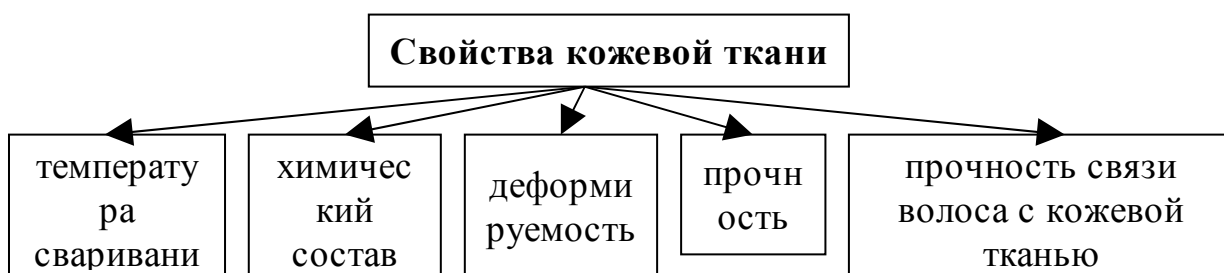 Свойства кожевой ткани
температу
ра
сваривани
химичес
кий
состав
деформи
руемость
прочн
ость
прочность связи
волоса с кожевой
тканью